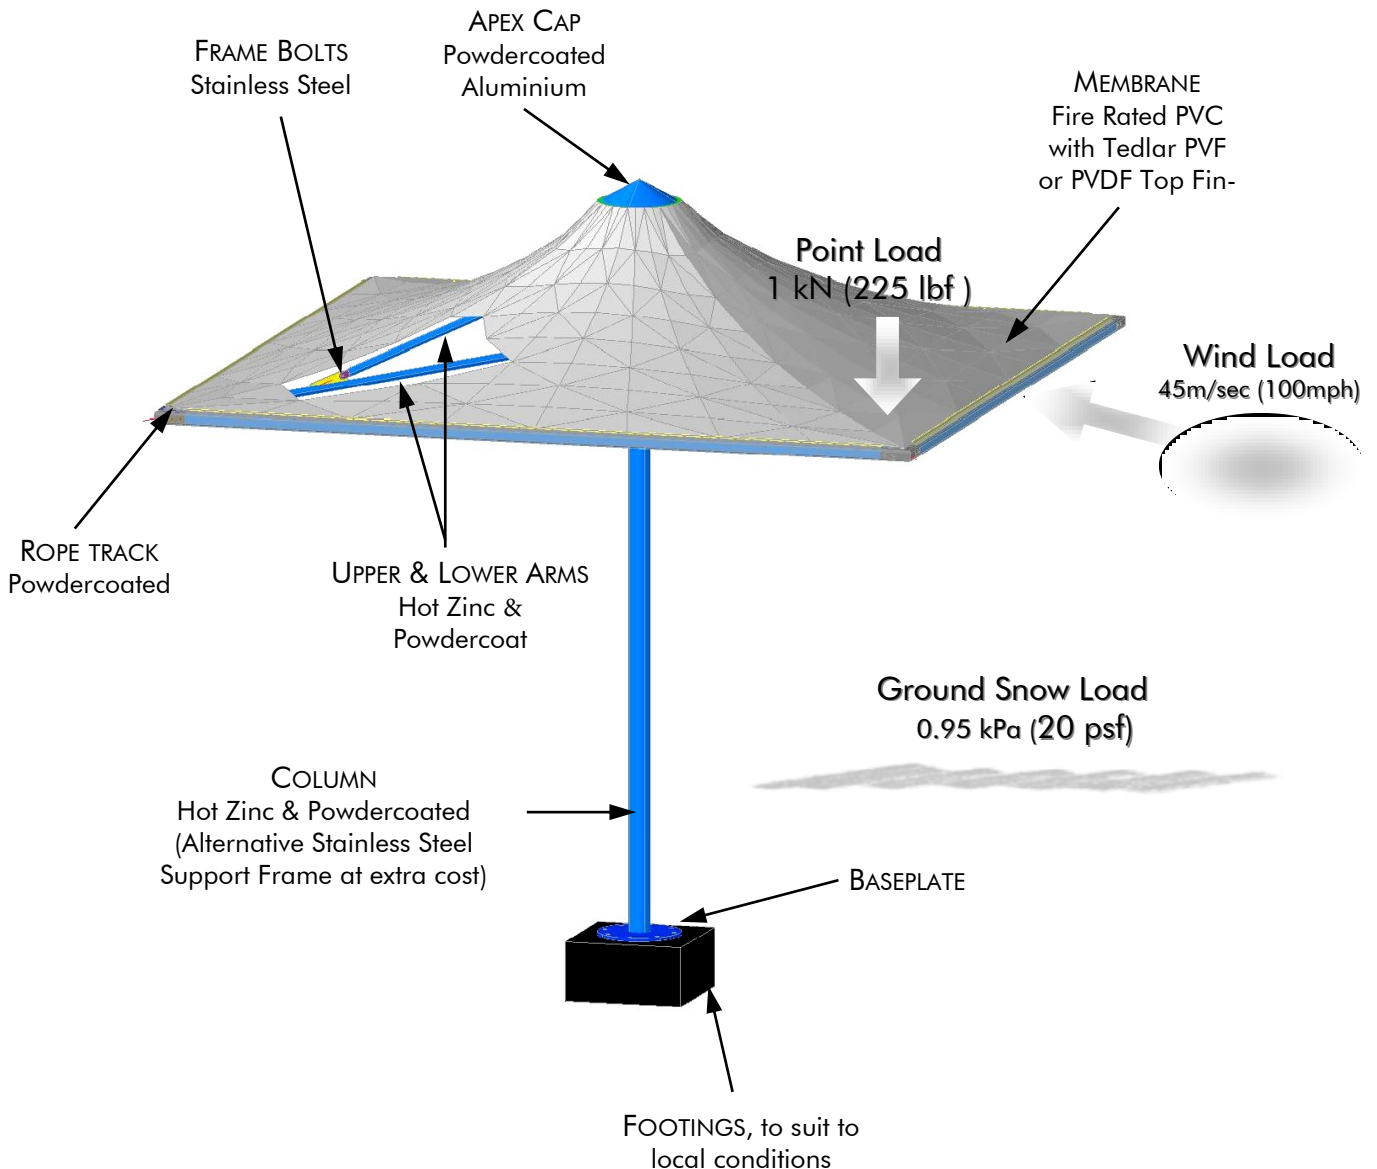 APEX CAP
Powdercoated
Aluminium
FRAME BOLTS
Stainless Steel
MEMBRANE
Fire Rated PVC
with Tedlar PVF
or PVDF Top Fin-
Point Load
1 kN (225 lbf )
Wind Load
45m/sec (100mph)
ROPE TRACK
Powdercoated
UPPER & LOWER ARMS
Hot Zinc &
Powdercoat
Ground Snow Load
0.95 kPa (20 psf)
COLUMN
Hot Zinc & Powdercoated
(Alternative Stainless Steel
Support Frame at extra cost)
BASEPLATE
FOOTINGS, to suit to
local conditions